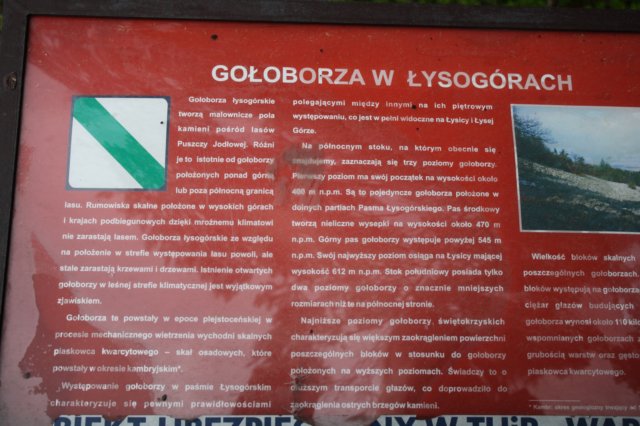 GOŁOBORZA W ŁYSOGÓRACH
Gołoborza łysogórskie
tworzą malownicze pola
kamieni pośród lasów
Puszczy Jodłowej. Różni
je to istotnie od gołoborzy
położonych ponad górną
lub poza północną granicą
lasu. Rumowiska skalne położone w wysokich górach
i krajach podbiegunowych dzięki mroźnemu klimatowi
nie zarastają lasem. Gołoborza łysogórskie ze względu
na położenie w strefie występowania lasu powoli, ale
stale zarastają krzewami i drzewami. Istnienie otwartych
gołoborzy w leśnej strefie klimatycznej jest wyjątkowym
zjawiskiem.
Gołoborza te powstały w epoce plejstoceńskiej w
procesie mechanicznego wietrzenia wychodni skalnych
piaskowca kwarcytowego - skał osadowych, które
powstały w okresie kambryjskim*.
Występowanie gołoborzy w paśmie Łysogorskim
charakteryzuje się pewnymi prawidłowościami
polegającymi między innymi na ich piętrowym
występowaniu, co jest w pełni widoczne na Łysicy i Łysej
Górze.
Na północnym stoku, na którym obecnie się
znajdujemy, zaznaczają się trzy poziomy gołoborzy.
Pierwszy poziom ma swój początek na wysokości około
400 m n.p.m. Są to pojedyncze gołoborza położone w
dolnych partiach Pasma Łysogórskiego. Pas środkowy
tworzą nieliczne wysepki na wysokości około 470 m
n.p.m. Górny pas gołoborzy występuje powyżej 545 m
n.p.m. Swój najwyższy poziom osiąga na Łysicy mającej
wysokość 612 m n.p.m. Stok południowy posiada tylko
dwa poziomy gołoborzy o znacznie mniejszych
rozmiarach niż te na północnej stronie.
Najniższe poziomy gołoborzy świętokrzyskich
charakteryzują się większym zaokrągleniem powierzchni
poszczególnych bloków w stosunku do gołoborzy
położonych na wyższych poziomach. Świadczy to o
dłuższym transporcie głazów, co doprowadziło do
zaokrąglenia ostrych brzegów kamieni.
Wielkość bloków skalnych
poszczególnych gołoborzach.
bloków występują na gołoborzach
ciężar głazów budujących
gołoborza wynosi około 110 kilo
wspomnianych gołoborzach z
grubością warstw oraz gęsto
piaskowca kwarcytowego.
* Kambr: okres geologiczny trwający od